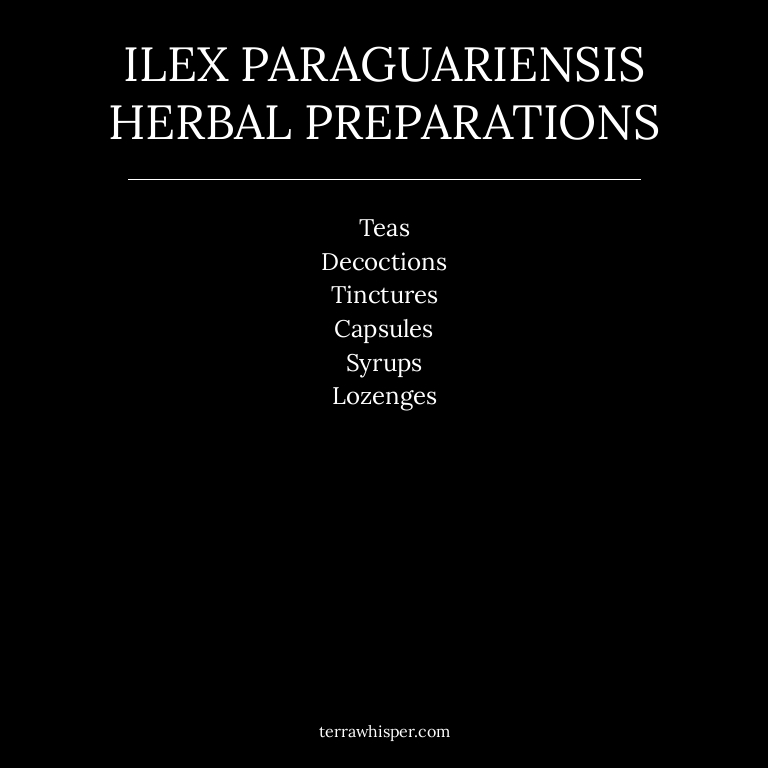 ILEX PARAGUARIENSIS
HERBAL PREPARATIONS
Teas
Decoctions
Tinctures
Capsules
Syrups
Lozenges
terrawhisper.com